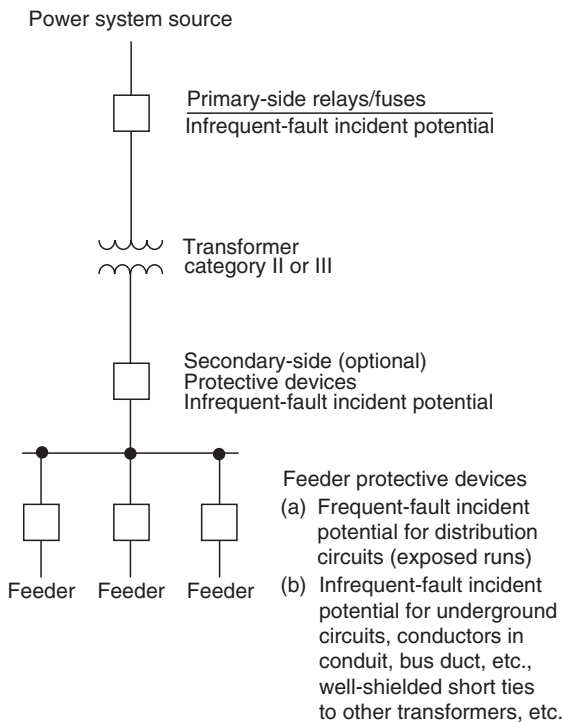 Power system source
Primary-side relays/fuses
Infrequent-fault incident potential
Transformer
category II or III
Secondary-side (optional)
Protective devices
Infrequent-fault incident potential
Feeder protective devices
(a) Frequent-fault incident
potential for distribution
circuits (exposed runs)
Feeder Feeder Feeder
(b) Infrequent-fault incident
potential for underground
circuits, conductors in
conduit, bus duct, etc.,
well-shielded short ties
to other transformers, etc.